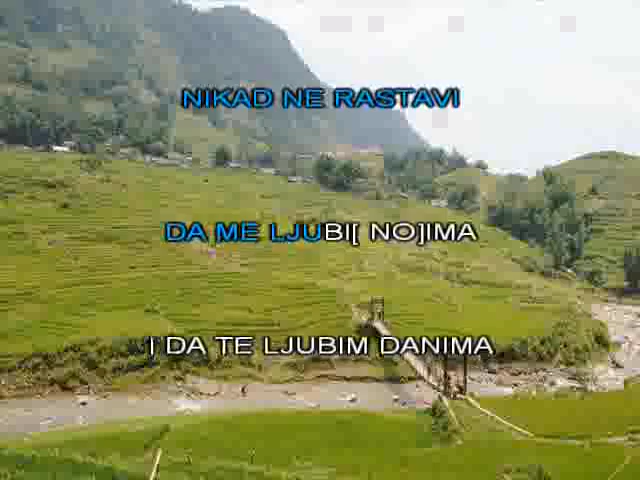 NIKAD NE RASTAVI
DA ME LJUBI[ NO]IMA
I DA TE LJUBIM DANIMA